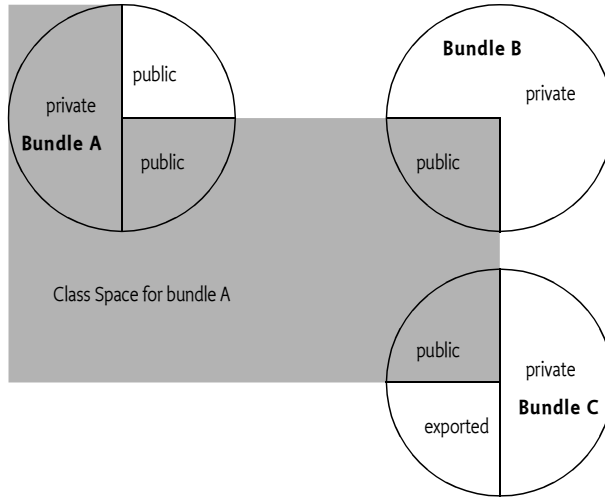 public
private
Bundle A
public
Bundle B
private
public
Class Space for bundle A
public
private
Bundle C
exported